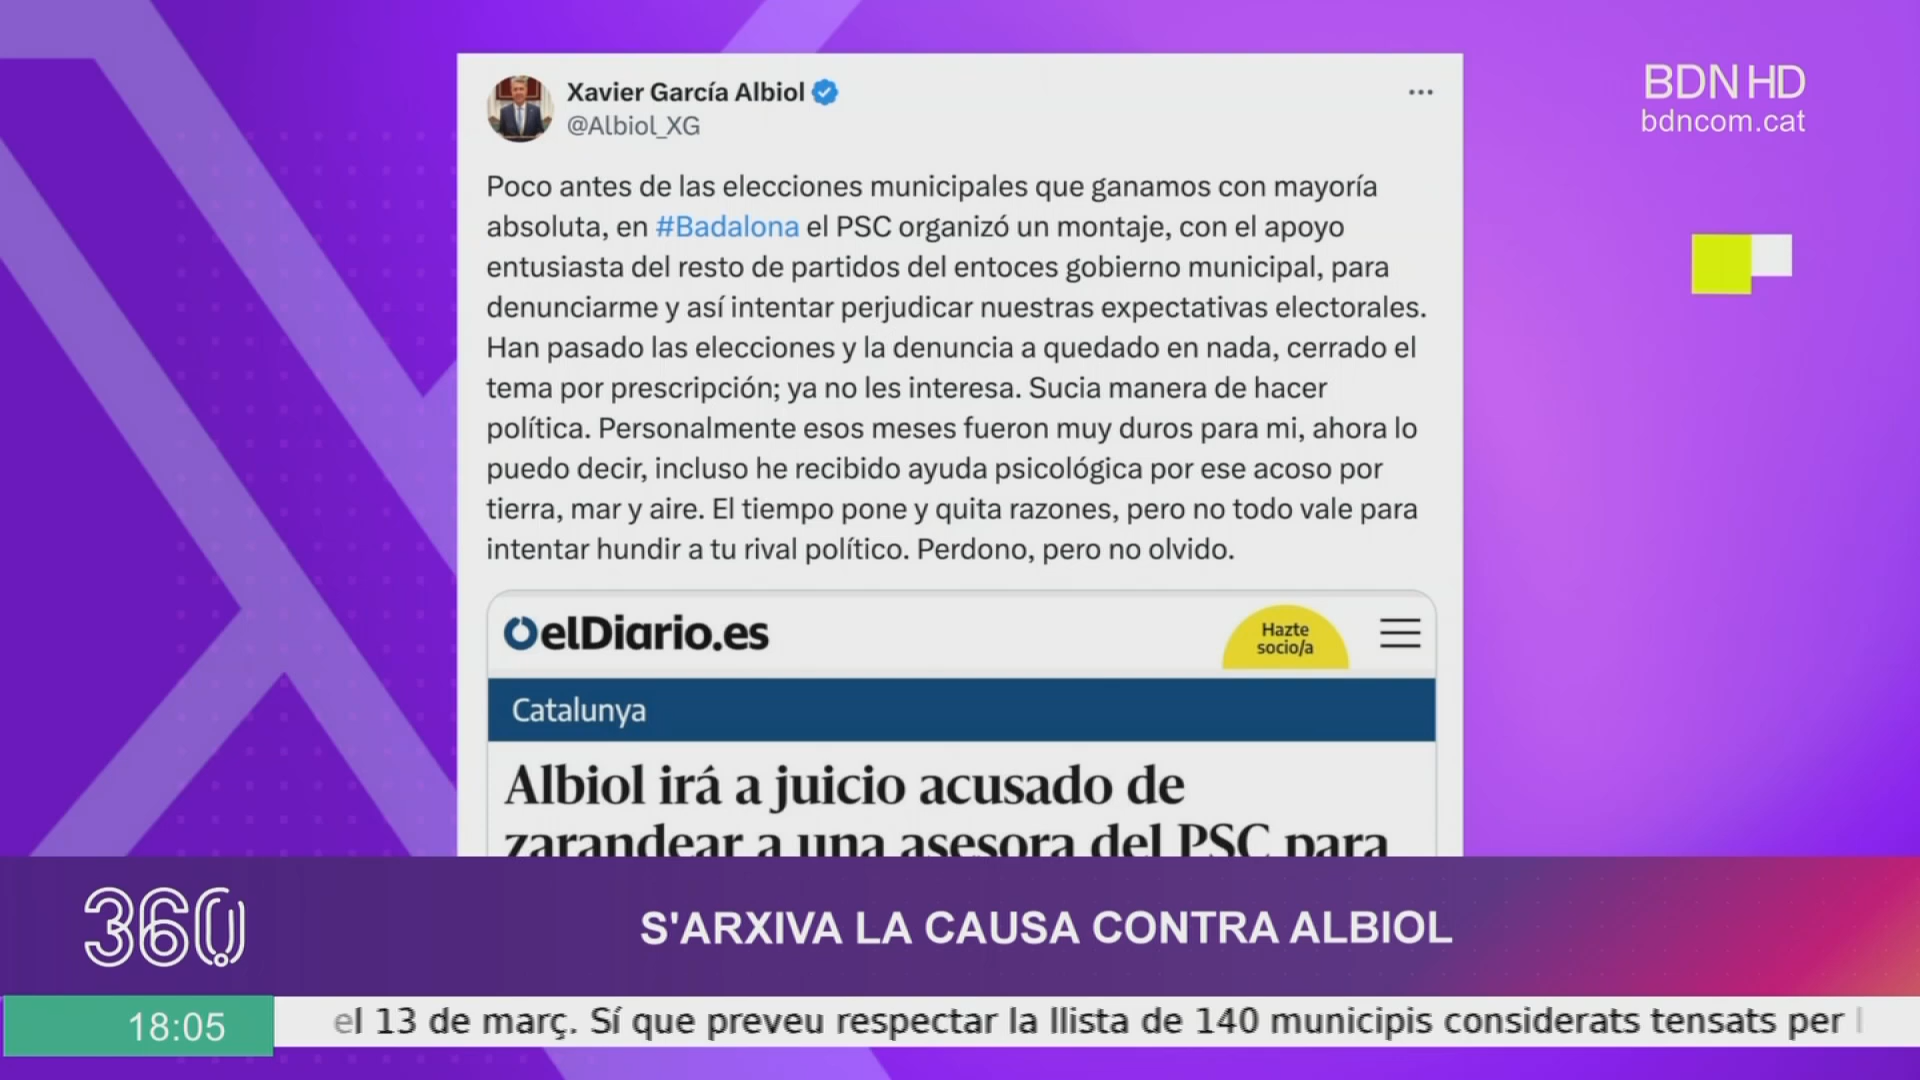 BDN HD
bdncom.cat
Xavier García Albiol
@Albiol_XG
Poco antes de las elecciones municipales que ganamos con mayoría
absoluta, en #Badalona el PSC organizó un montaje, con el apoyo
entusiasta del resto de partidos del entoces gobierno municipal, para
denunciarme y así intentar perjudicar nuestras expectativas electorales.
Han pasado las elecciones y la denuncia a quedado en nada, cerrado el
tema por prescripción; ya no les interesa. Sucia manera de hacer
política. Personalmente esos meses fueron muy duros para mi, ahora lo
puedo decir, incluso he recibido ayuda psicológica por ese acoso por
tierra, mar y aire. El tiempo pone y quita razones, pero no todo vale para
intentar hundir a tu rival político. Perdono, pero no olvido.
elDiario.es
Hazte
socio/a
Catalunya
Albiol irá a juicio acusado de
zarandear a una asesora del PSC para
360
S'ARXIVA LA CAUSA CONTRA ALBIOL
18:05
el 13 de març. Sí que preveu respectar la llista de 140 municipis considerats tensats per